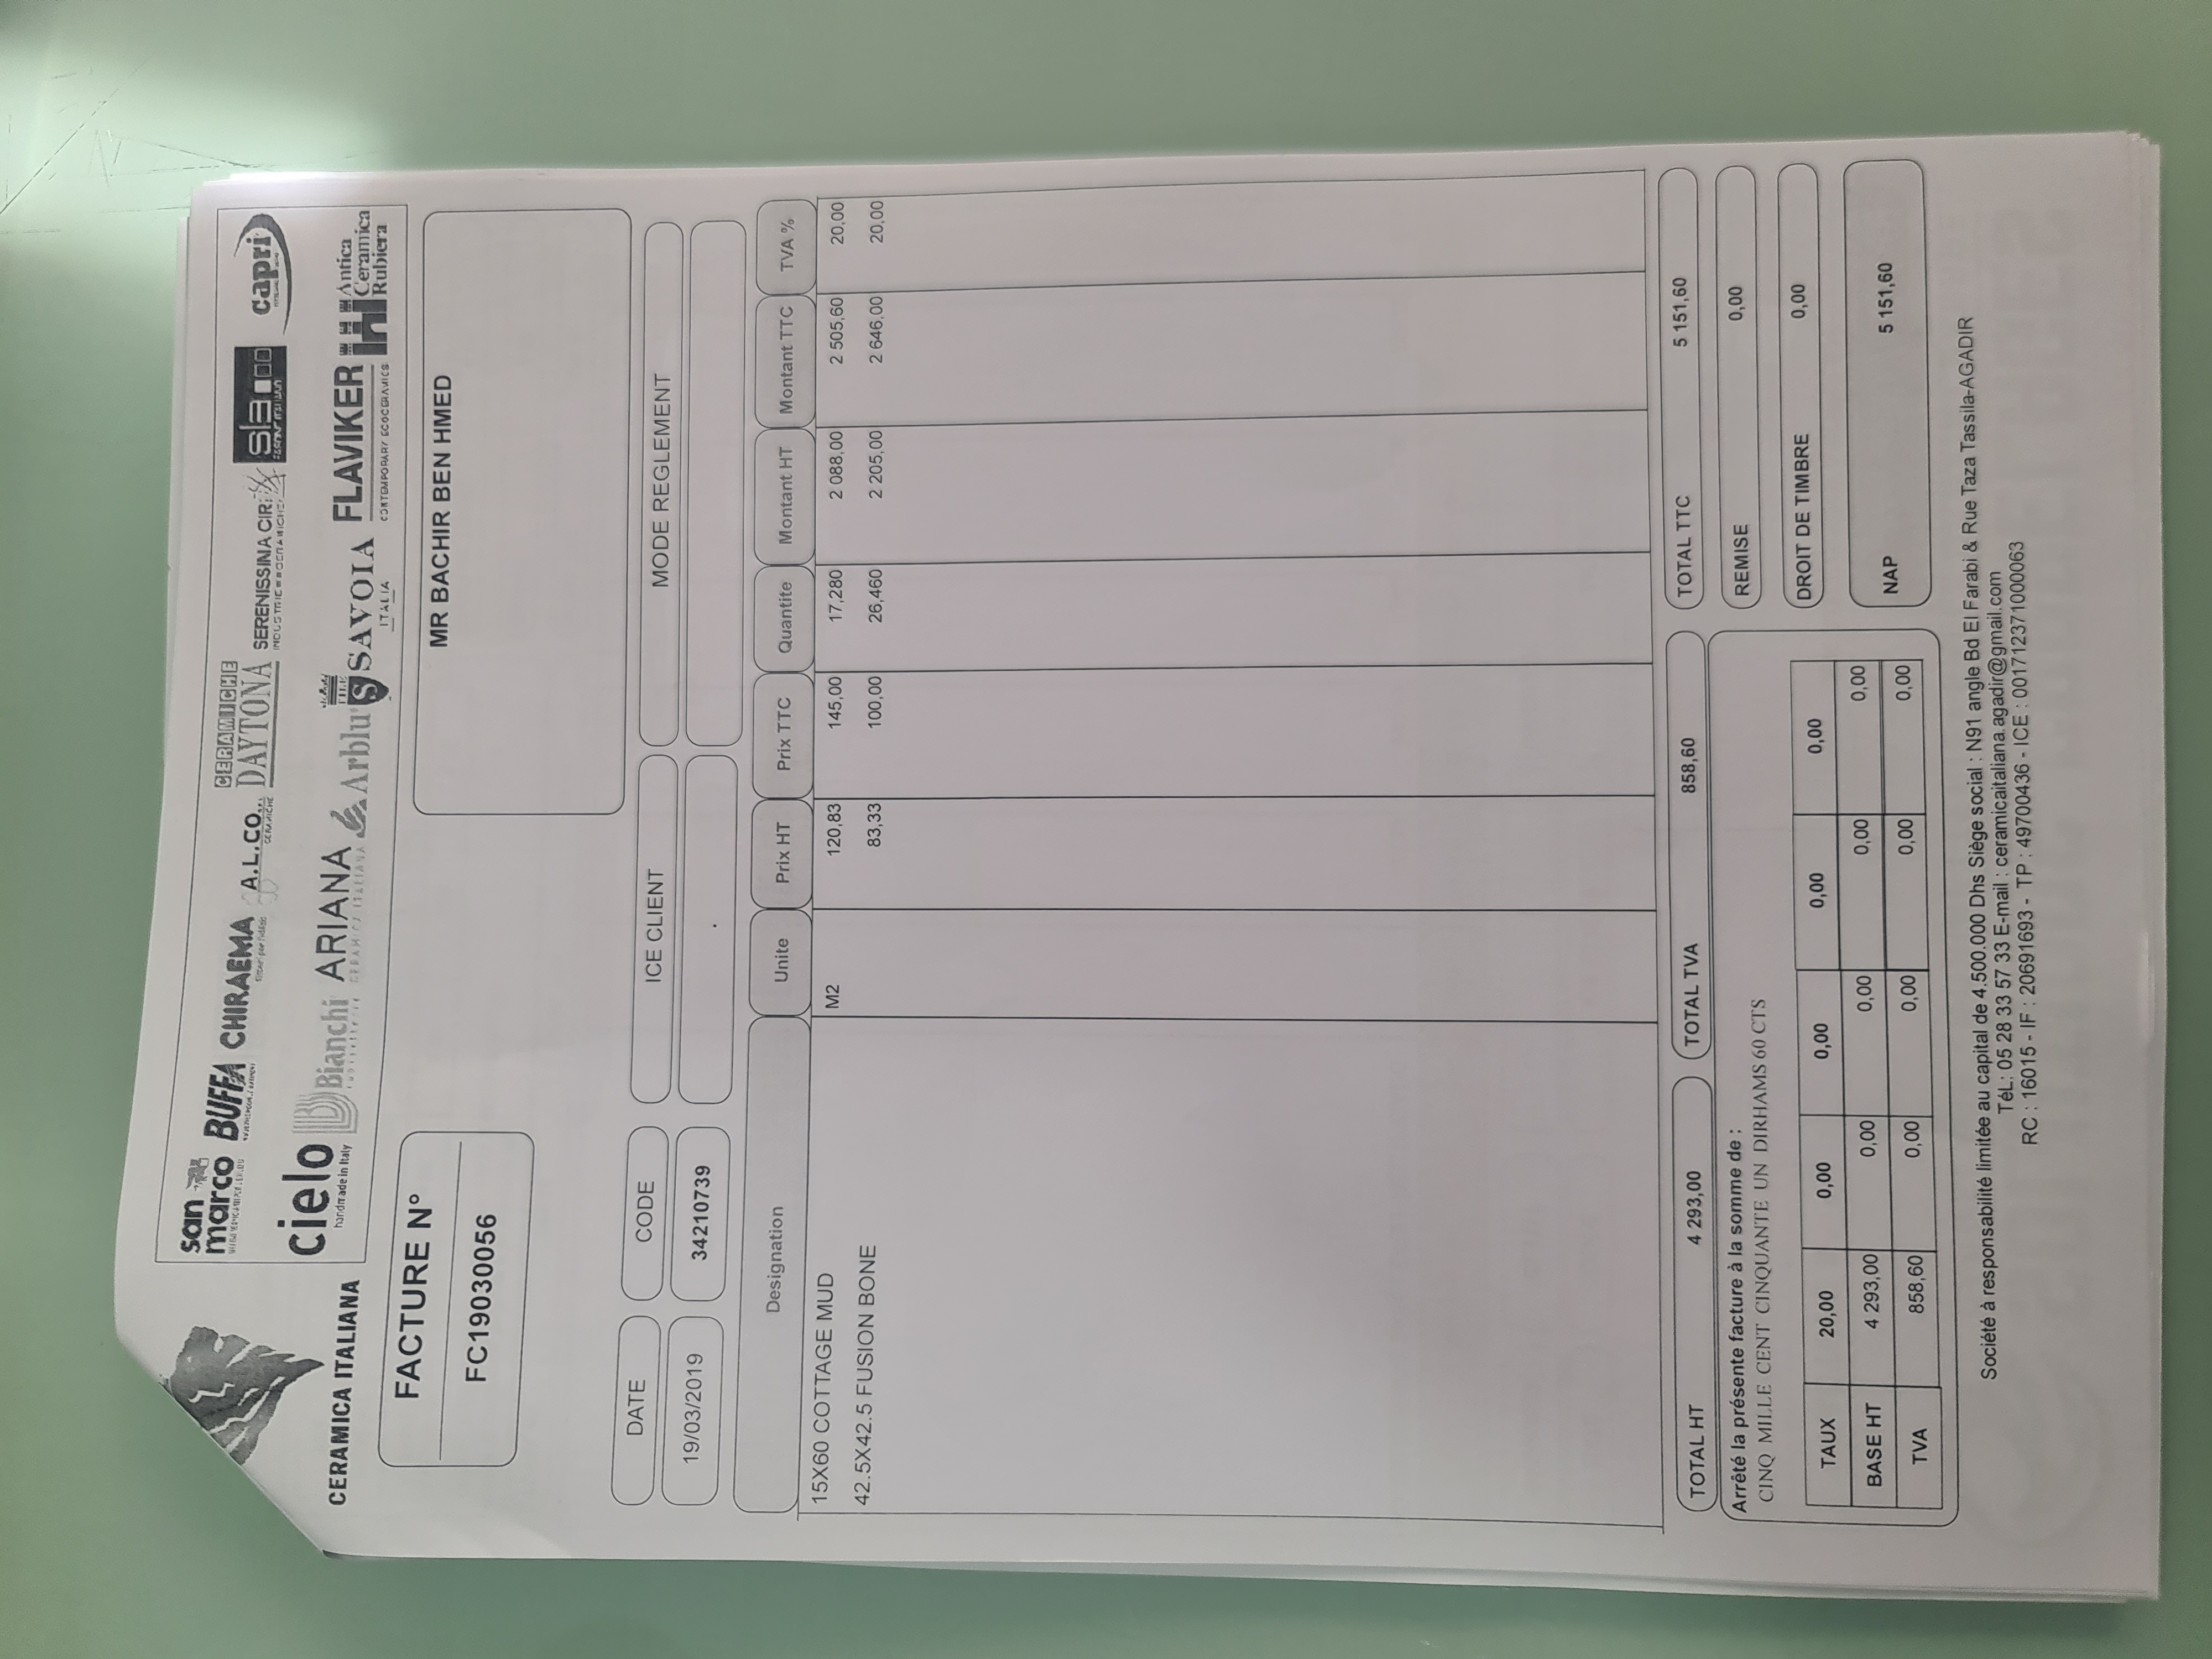 san marco
BUFFA
CHIRAEMA
A.L.CO.
CERAMICHE
CERAMICHE DAYTONA
SERENISSINA CIR
capri
cielo
handmade in Italy
Bianchi
ARIANA
CERAMICA ITALIANA
Arblu
SAVOIA
ITALIA
FLAVIKER
CONTEMPORARY ECOCERAMICS
Antica
Ceramica
Rubiera
CERAMICA ITALIANA
FACTURE N°
FC19030056
MR BACHIR BEN HMED
DATE CODE ICE CLIENT MODE REGLEMENT
19/03/2019 34210739 .
Designation Unite Prix HT Prix TTC Quantite Montant HT Montant TTC TVA %
15X60 COTTAGE MUD M2 120,83 145,00 17,280 2 088,00 2 505,60 20,00
42.5X42.5 FUSION BONE 83,33 100,00 26,460 2 205,00 2 646,00 20,00
TOTAL HT 4 293,00 TOTAL TVA 858,60 TOTAL TTC 5 151,60
Arrêté la présente facture à la somme de :
CINQ MILLE CENT CINQUANTE UN DIRHAMS 60 CTS
REMISE 0,00
DROIT DE TIMBRE 0,00
NAP 5 151,60
TAUX 20,00 0,00 0,00 0,00 0,00
BASE HT 4 293,00 0,00 0,00 0,00 0,00
TVA 858,60 0,00 0,00 0,00 0,00
Société à responsabilité limitée au capital de 4.500.000 Dhs Siège social : N91 angle Bd El Farabi & Rue Taza Tassila-AGADIR
TéL: 05 28 33 57 33 E-mail : ceramicaitaliana.agadir@gmail.com
RC : 16015 - IF : 20691693 - TP : 49700436 - ICE : 001712371000063